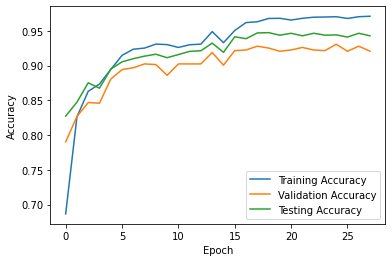 0.95
0.90
0.85
0.80
0.75
0.70
Accuracy
0 5 10 15 20 25
Epoch
Training Accuracy
Validation Accuracy
Testing Accuracy